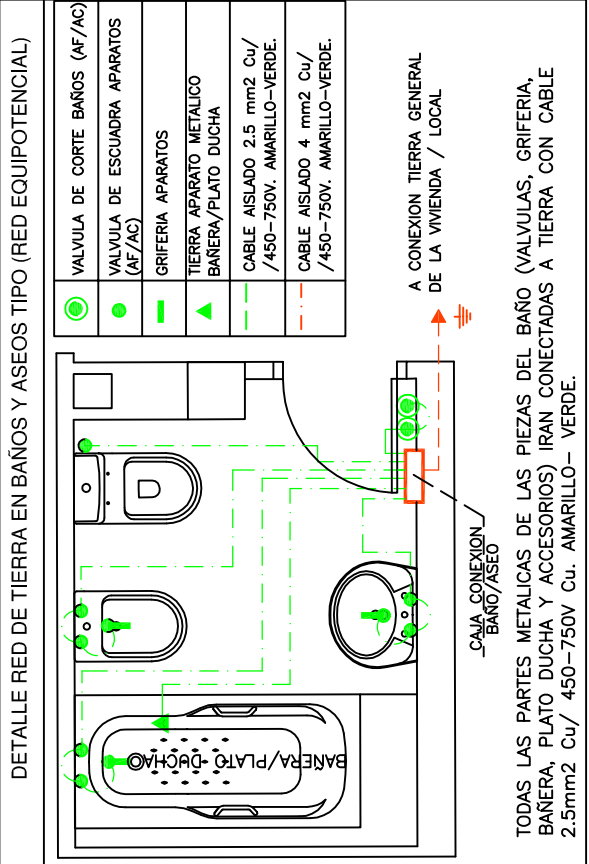 DETALLE RED DE TIERRA EN BAÑOS Y ASEOS TIPO (RED EQUIPOTENCIAL)
VALVULA DE CORTE BAÑOS (AF/AC)
VALVULA DE ESCUADRA APARATOS
(AF/AC)
GRIFERIA APARATOS
TIERRA APARATO METALICO
BAÑERA/PLATO DUCHA
CABLE AISLADO 2.5 mm2 Cu/
/450-750V. AMARILLO-VERDE.
CABLE AISLADO 4 mm2 Cu/
/450-750V. AMARILLO-VERDE.
BAÑERA/PLATO DUCHA
CAJA CONEXION
BAÑO/ASEO
A CONEXION TIERRA GENERAL
DE LA VIVIENDA / LOCAL
TODAS LAS PARTES METALICAS DE LAS PIEZAS DEL BAÑO (VALVULAS, GRIFERIA,
BAÑERA, PLATO DUCHA Y ACCESORIOS) IRAN CONECTADAS A TIERRA CON CABLE
2.5mm2 Cu/ 450-750V Cu. AMARILLO- VERDE.